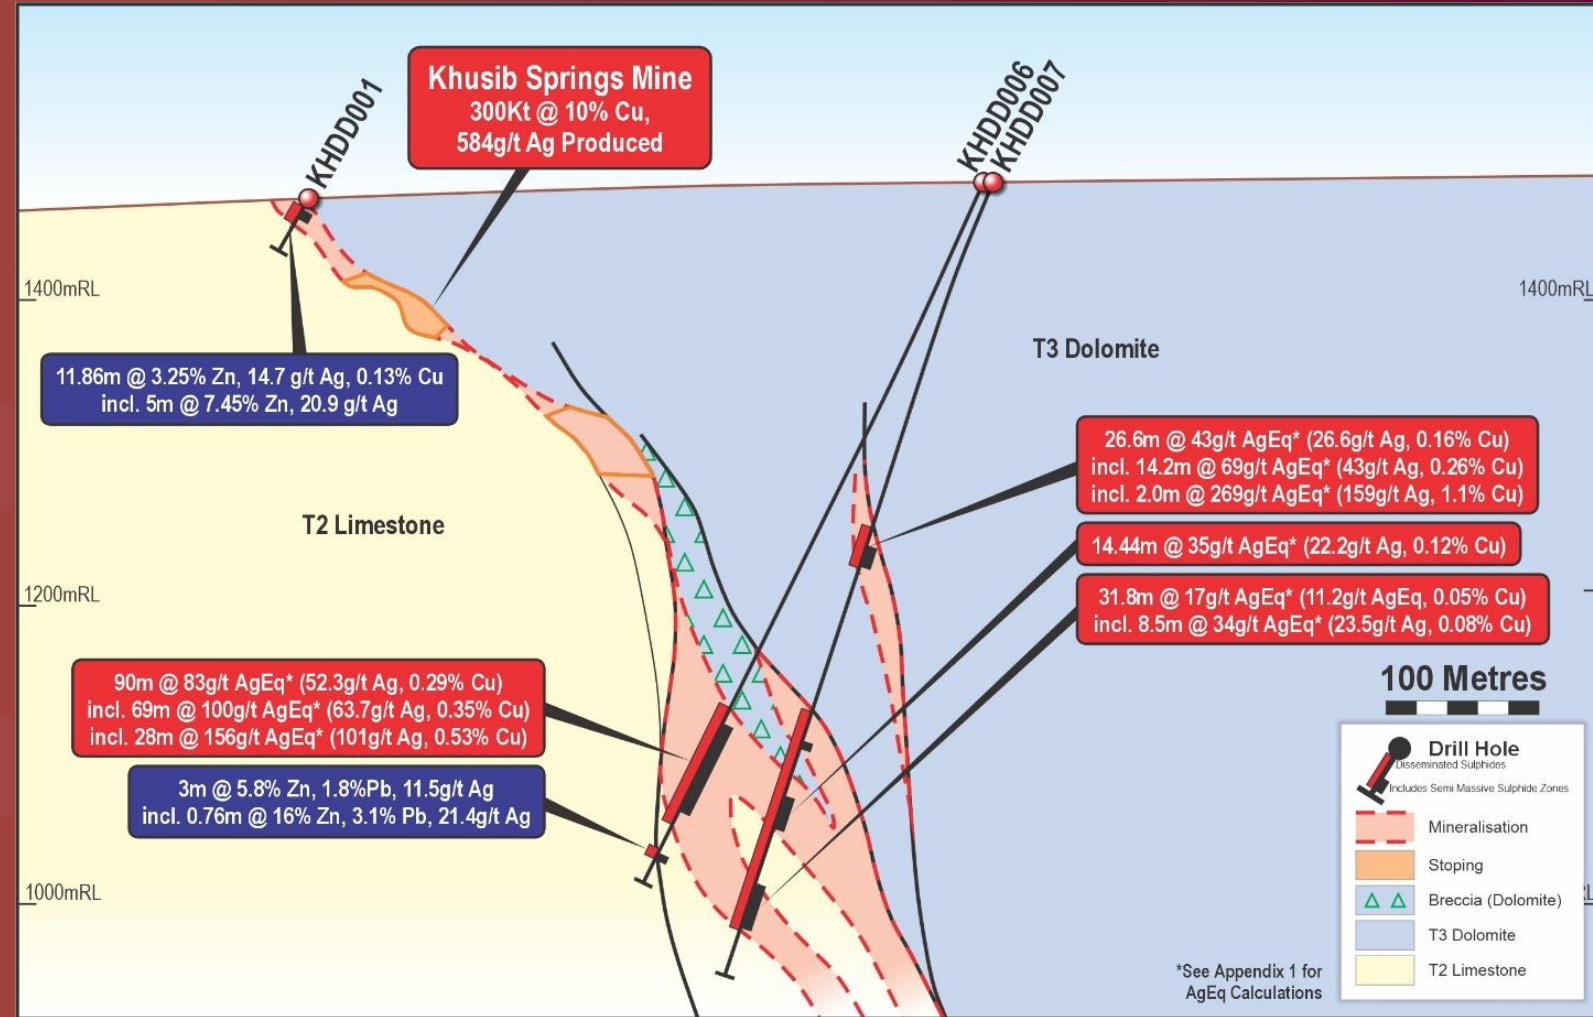 KHDD001
Khusib Springs Mine
300Kt @ 10% Cu,
584g/t Ag Produced
KHDD006
KHDD007
1400mRL
1400mRL
11.86m @ 3.25% Zn, 14.7 g/t Ag, 0.13% Cu
incl. 5m @ 7.45% Zn, 20.9 g/t Ag
T3 Dolomite
T2 Limestone
26.6m @ 43g/t AgEq* (26.6g/t Ag, 0.16% Cu)
incl. 14.2m @ 69g/t AgEq* (43g/t Ag, 0.26% Cu)
incl. 2.0m @ 269g/t AgEq* (159g/t Ag, 1.1% Cu)
14.44m @ 35g/t AgEq* (22.2g/t Ag, 0.12% Cu)
31.8m @ 17g/t AgEq* (11.2g/t AgEq, 0.05% Cu)
incl. 8.5m @ 34g/t AgEq* (23.5g/t Ag, 0.08% Cu)
1200mRL
90m @ 83g/t AgEq* (52.3g/t Ag, 0.29% Cu)
incl. 69m @ 100g/t AgEq* (63.7g/t Ag, 0.35% Cu)
incl. 28m @ 156g/t AgEq* (101g/t Ag, 0.53% Cu)
3m @ 5.8% Zn, 1.8%Pb, 11.5g/t Ag
incl. 0.76m @ 16% Zn, 3.1% Pb, 21.4g/t Ag
1000mRL
100 Metres
Drill Hole
Disseminated Sulphides
Includes Semi Massive Sulphide Zones
Mineralisation
Stoping
Breccia (Dolomite)
T3 Dolomite
T2 Limestone
*See Appendix 1 for
AgEq Calculations